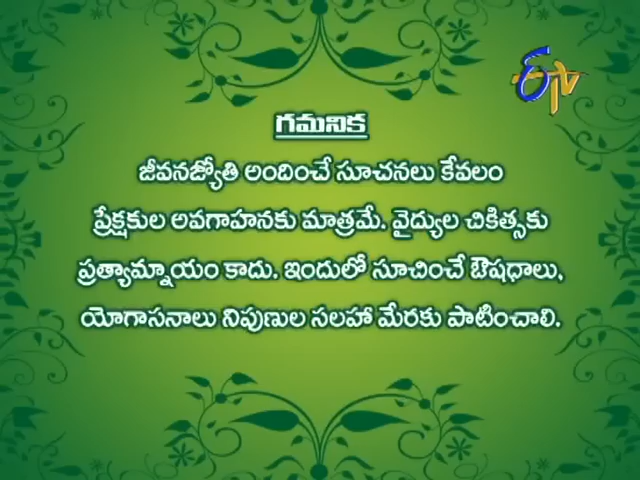 ETV
గమనిక
జీవనజ్యోతి అందించే సూచనలు కేవలం
ప్రేక్షకుల అవగాహనకు మాత్రమే. వైద్యుల చికిత్సకు
ప్రత్యామ్నాయం కాదు. ఇందులో సూచించే ఔషధాలు,
యోగాసనాలు నిపుణుల సలహా మేరకు పాటించాలి.